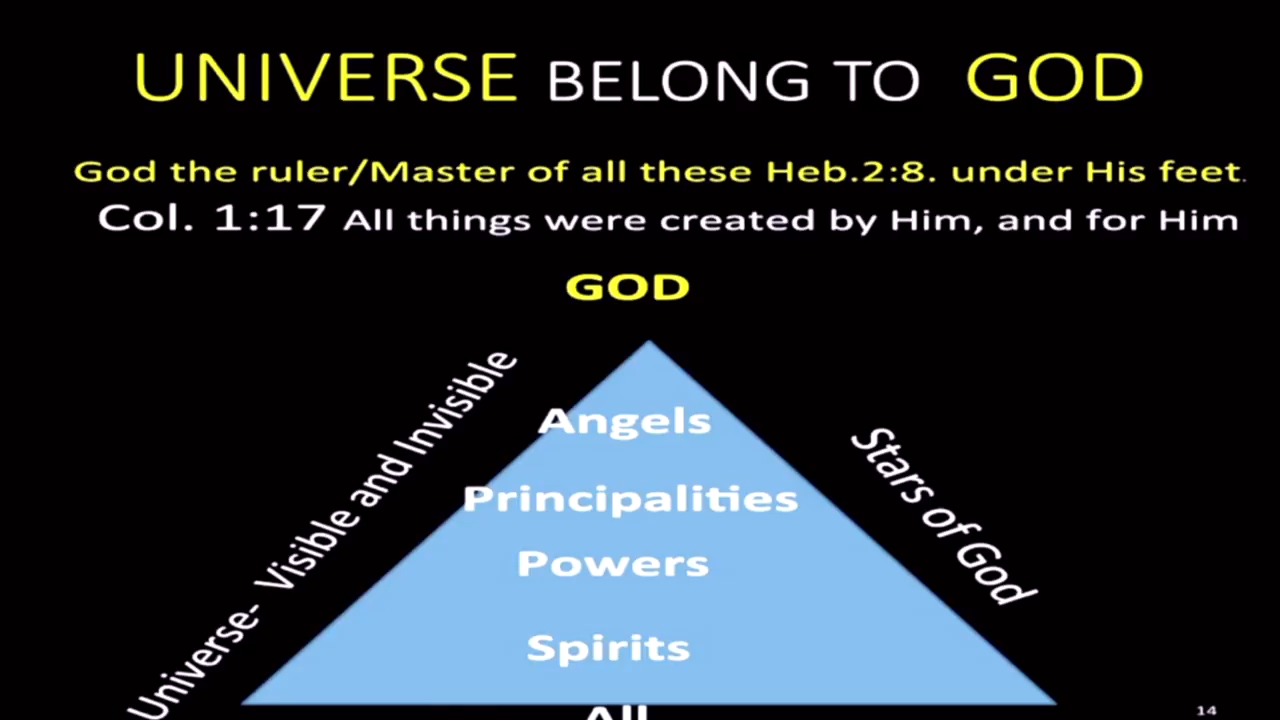 UNIVERSE BELONG TO GOD
God the ruler/Master of all these Heb.2:8. under His feet.
Col. 1:17 All things were created by Him, and for Him
GOD
Universe- Visible and Invisible
Stars of God
Angels
Principalities
Powers
Spirits
All
14